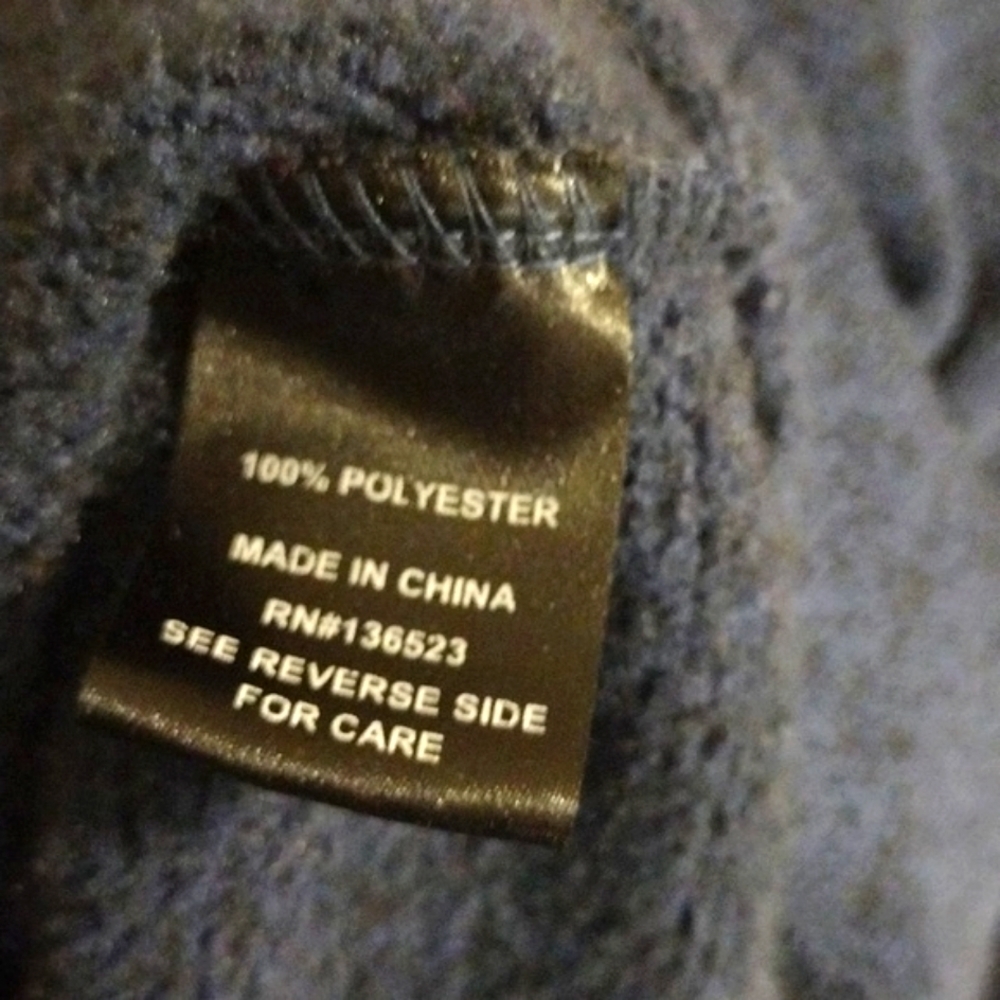 100% POLYESTER
MADE IN CHINA
RN#136523
SEE REVERSE SIDE
FOR CARE